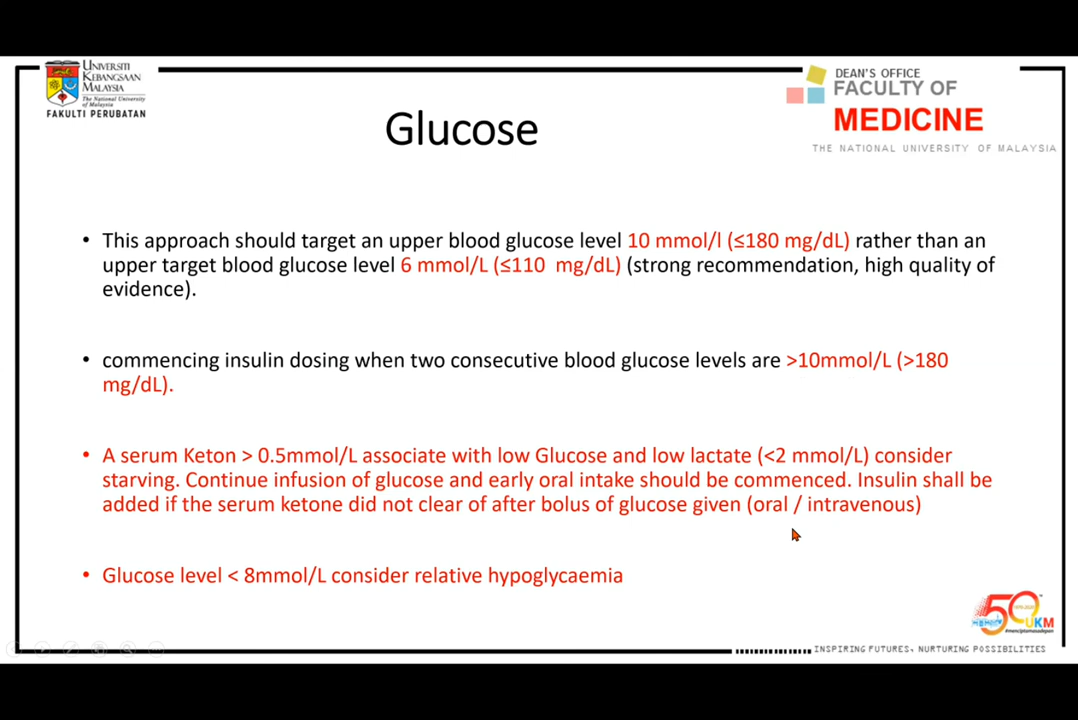 UNIVERSITI
KEBANGSAAN
MALAYSIA
The National University
of Malaysia
FAKULTI PERUBATAN
DEAN'S OFFICE
FACULTY OF
MEDICINE
THE NATIONAL UNIVERSITY OF MALAYSIA
Glucose
• This approach should target an upper blood glucose level 10 mmol/l (≤180 mg/dL) rather than an
upper target blood glucose level 6 mmol/L (≤110 mg/dL) (strong recommendation, high quality of
evidence).
• commencing insulin dosing when two consecutive blood glucose levels are >10mmol/L (>180
mg/dL).
• A serum Keton > 0.5mmol/L associate with low Glucose and low lactate (<2 mmol/L) consider
starving. Continue infusion of glucose and early oral intake should be commenced. Insulin shall be
added if the serum ketone did not clear of after bolus of glucose given (oral / intravenous)
• Glucose level < 8mmol/L consider relative hypoglycaemia
50
UKM
INSPIRING FUTURES, NURTURING POSSIBILITIES